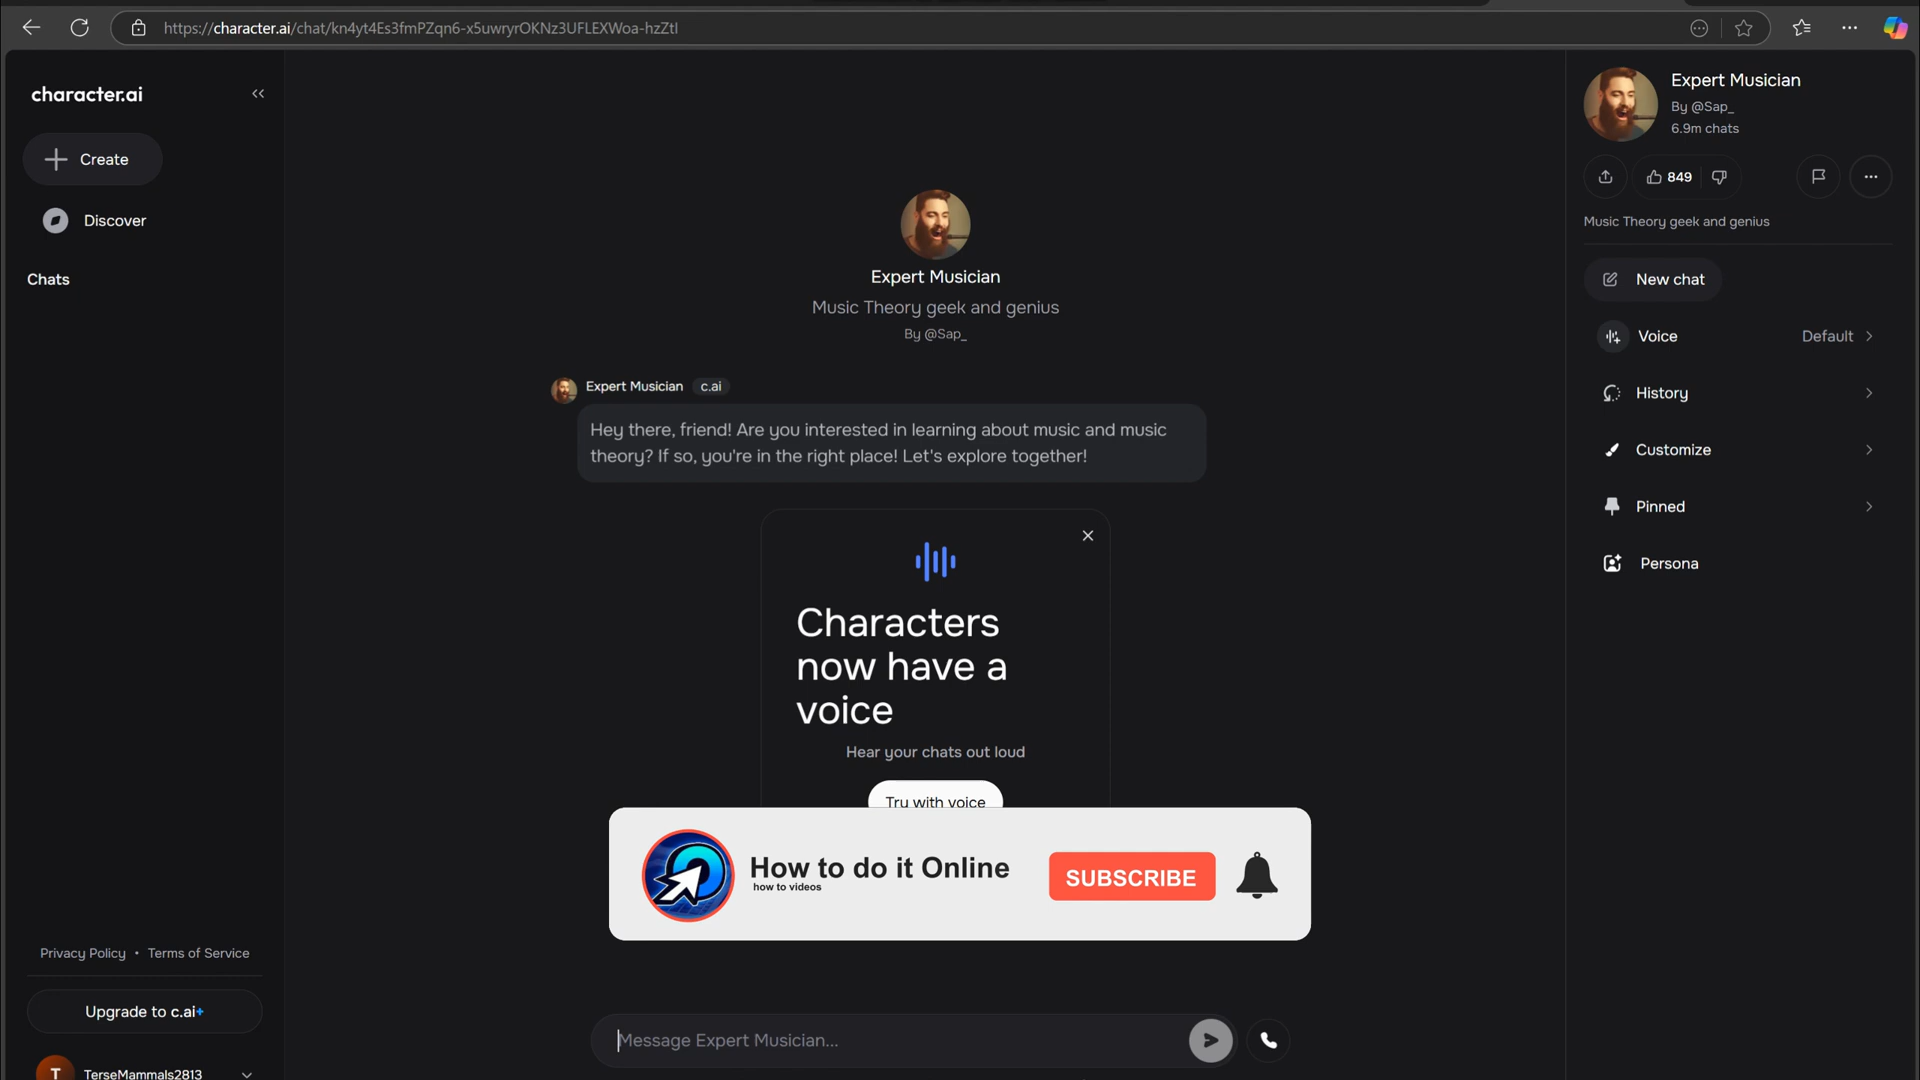 https://character.ai/chat/kn4yt4Es3fmPZqn6-x5uwryrOKNz3UFLEXWoa-hzZtI
character.ai
Create
Discover
Chats
Privacy Policy • Terms of Service
Upgrade to c.ai+
T TerseMammals2813
Expert Musician
Music Theory geek and genius
By @Sap_
Expert Musician c.ai
Hey there, friend! Are you interested in learning about music and music
theory? If so, you're in the right place! Let's explore together!
Characters
now have a
voice
Hear your chats out loud
Try with voice
How to do it Online
how to videos
SUBSCRIBE
Message Expert Musician...
Expert Musician
By @Sap_
6.9m chats
849
Music Theory geek and genius
New chat
Voice Default
History
Customize
Pinned
Persona